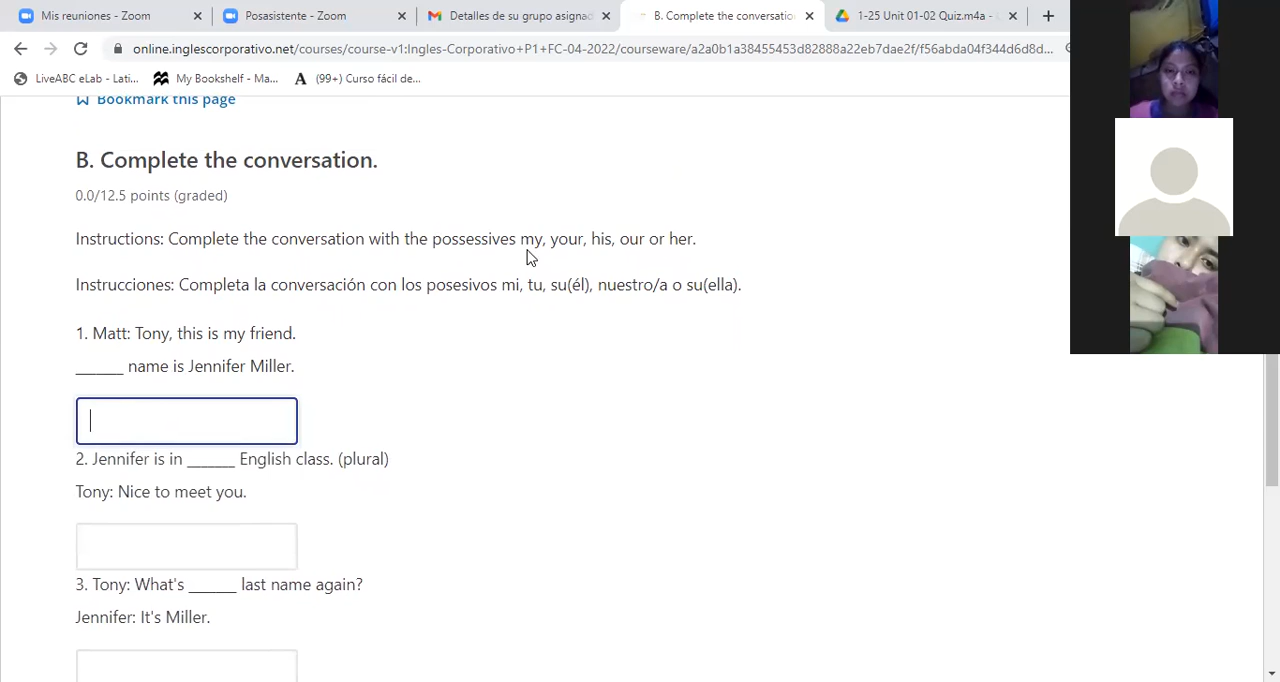 Mis reuniones - Zoom
Posasistente - Zoom
Detalles de su grupo asignad
B. Complete the conversatio
1-25 Unit 01-02 Quiz.m4a -
online.inglescorporativo.net/courses/course-v1:Ingles-Corporativo+P1+FC-04-2022/courseware/a2a0b1a38455453d82888a22eb7dae2f/f56abda04f344d6d8d...
LiveABC eLab - Lati...
My Bookshelf - Ma...
(99+) Curso fácil de...
Bookmark this page
B. Complete the conversation.
0.0/12.5 points (graded)
Instructions: Complete the conversation with the possessives my, your, his, our or her.
Instrucciones: Completa la conversación con los posesivos mi, tu, su(él), nuestro/a o su(ella).
1. Matt: Tony, this is my friend.
______ name is Jennifer Miller.
2. Jennifer is in ______ English class. (plural)
Tony: Nice to meet you.
3. Tony: What's ______ last name again?
Jennifer: It's Miller.